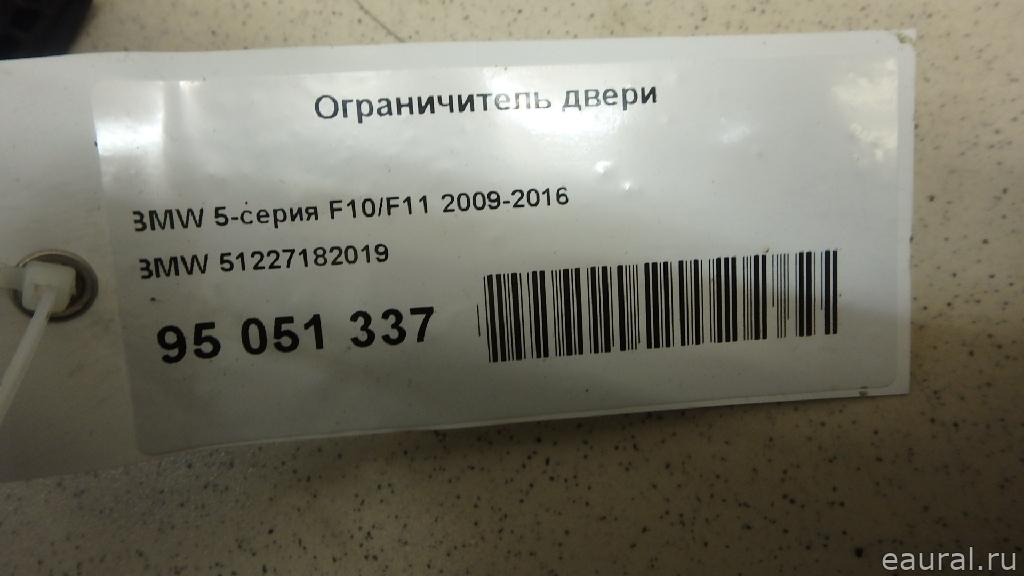 Ограничитель двери
BMW 5-серия F10/F11 2009-2016
BMW 51227182019
95 051 337
eaural.ru